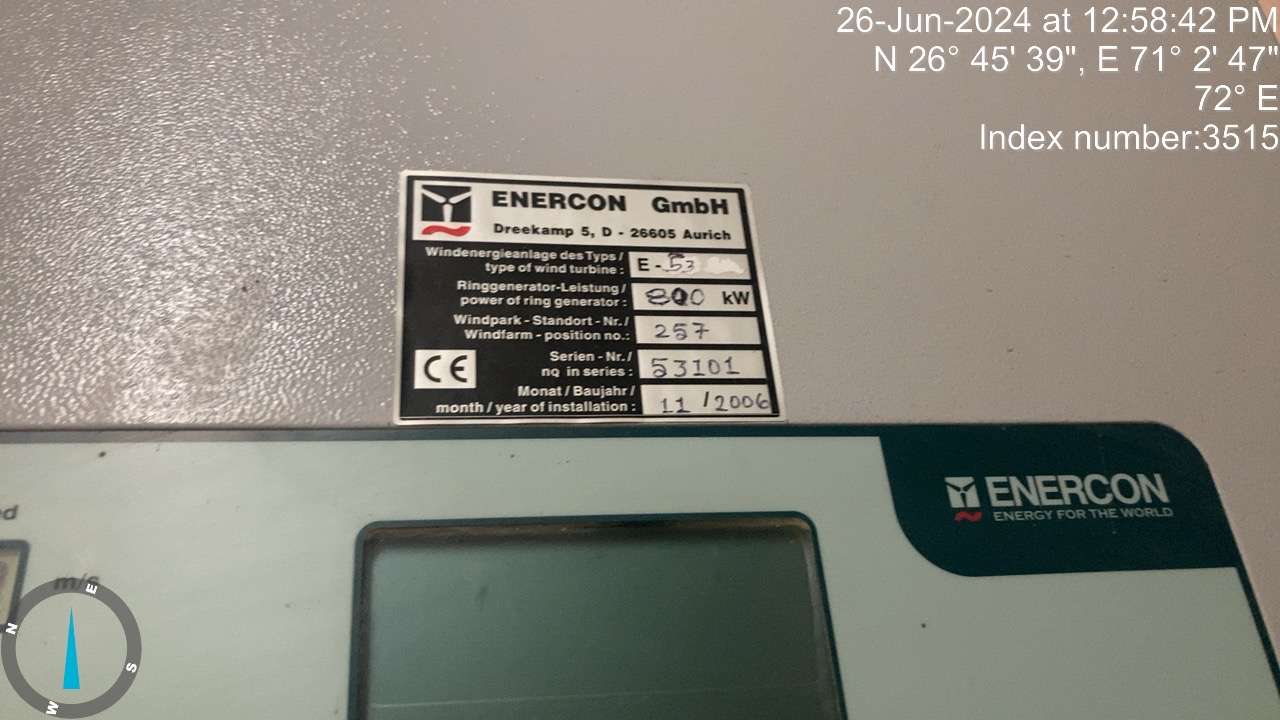 26-Jun-2024 at 12:58:42 PM
N 26° 45' 39", E 71° 2' 47"
72° E
Index number:3515
ENERCON GmbH
Dreekamp 5, D - 26605 Aurich
Windenergieanlage des Typs /
type of wind turbine : E - 53
Ringgenerator-Leistung /
power of ring generator : 800 kW
Windpark - Standort - Nr. /
Windfarm - position no.: 257
CE
Serien - Nr. /
no in series : 53101
Monat / Baujahr /
month / year of installation : 11 / 2006
ENERCON
ENERGY FOR THE WORLD
ed
m/s
N
E
S
W